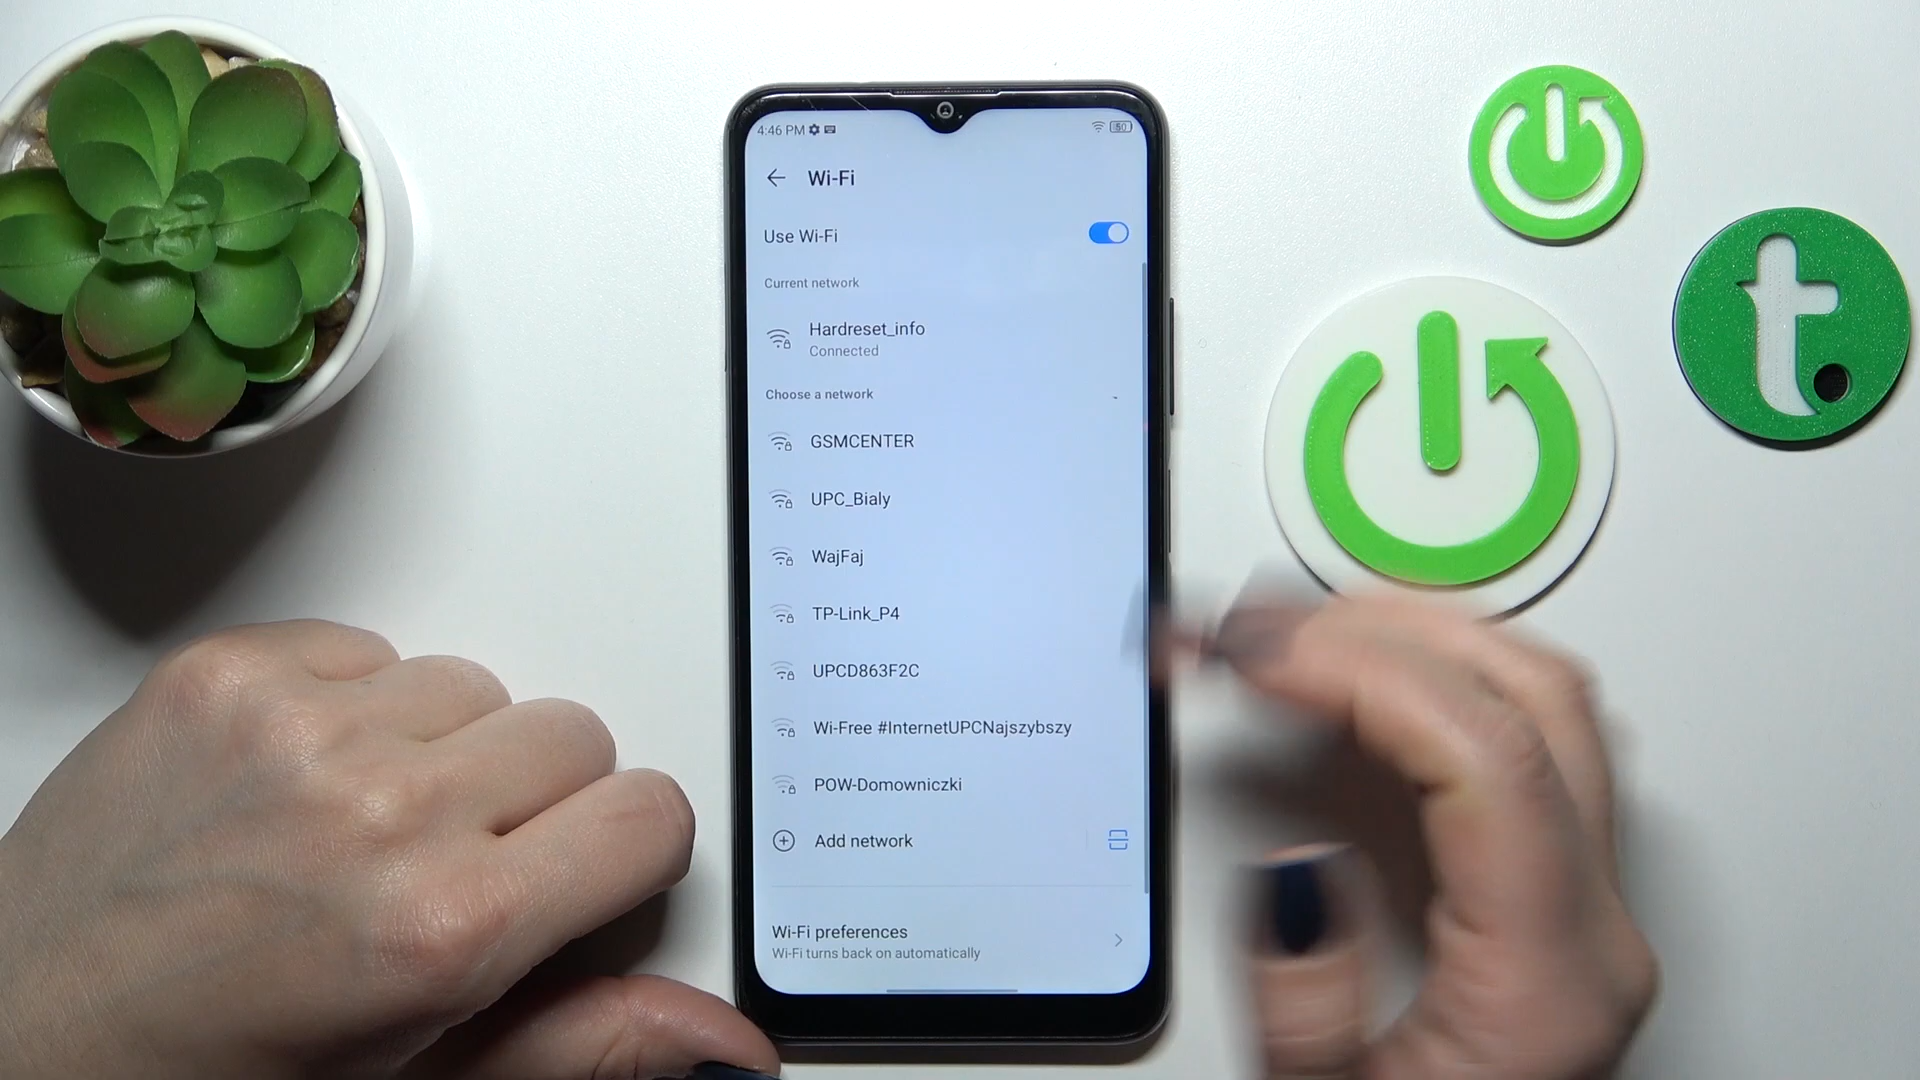 4:46 PM
50
Wi-Fi
Use Wi-Fi
Current network
Hardreset_info
Connected
Choose a network
GSMCENTER
UPC_Bialy
WajFaj
TP-Link_P4
UPCD863F2C
Wi-Free #InternetUPCNajszybszy
POW-Domowniczki
Add network
Wi-Fi preferences
Wi-Fi turns back on automatically
t.